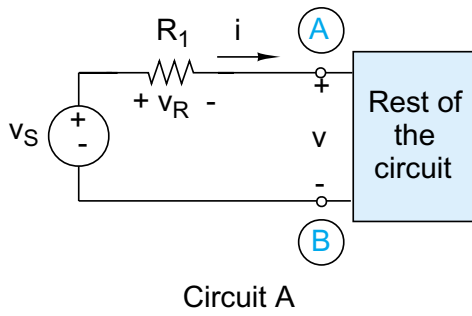 R1 i A
+ vR -
+
vS + -
v
-
B
Rest of
the
circuit
Circuit A